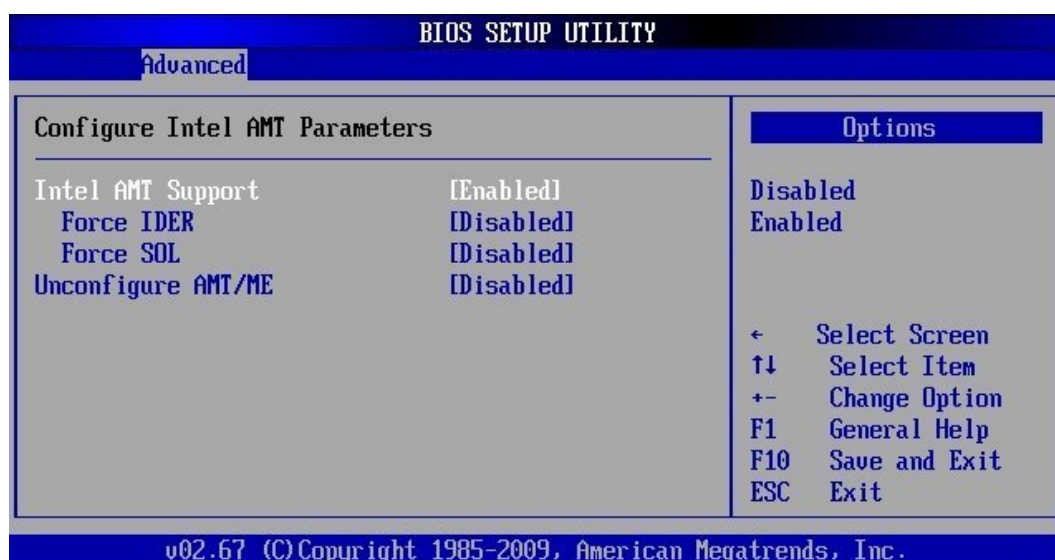 BIOS SETUP UTILITY
Advanced
Configure Intel AMT Parameters
Intel AMT Support [Enabled]
Force IDER [Disabled]
Force SOL [Disabled]
Unconfigure AMT/ME [Disabled]
Options
Disabled
Enabled
← Select Screen
↑↓ Select Item
+- Change Option
F1 General Help
F10 Save and Exit
ESC Exit
v02.67 (C)Copyright 1985-2009, American Megatrends, Inc.